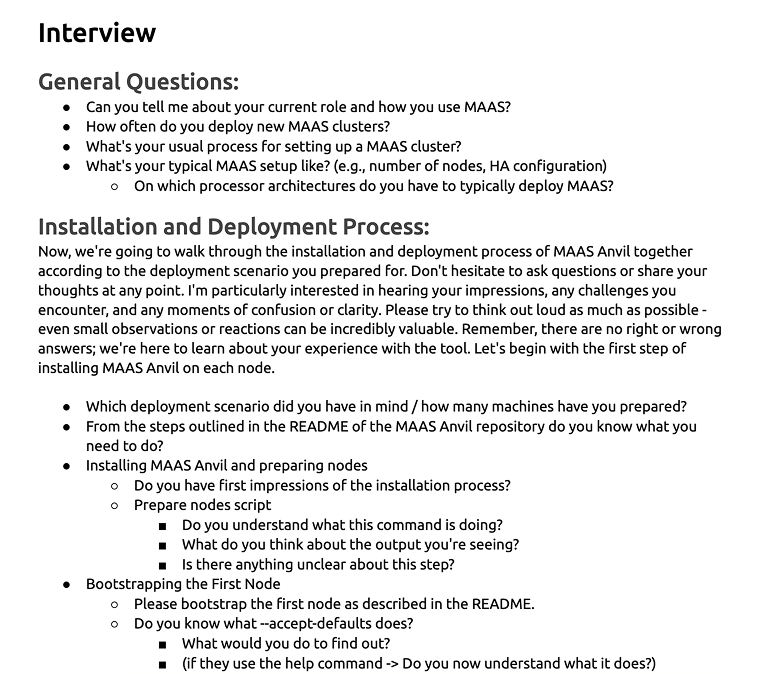 Interview
General Questions:
● Can you tell me about your current role and how you use MAAS?
● How often do you deploy new MAAS clusters?
● What's your usual process for setting up a MAAS cluster?
● What's your typical MAAS setup like? (e.g., number of nodes, HA configuration)
○ On which processor architectures do you have to typically deploy MAAS?
Installation and Deployment Process:
Now, we're going to walk through the installation and deployment process of MAAS Anvil together
according to the deployment scenario you prepared for. Don't hesitate to ask questions or share your
thoughts at any point. I'm particularly interested in hearing your impressions, any challenges you
encounter, and any moments of confusion or clarity. Please try to think out loud as much as possible -
even small observations or reactions can be incredibly valuable. Remember, there are no right or wrong
answers; we're here to learn about your experience with the tool. Let's begin with the first step of
installing MAAS Anvil on each node.
● Which deployment scenario did you have in mind / how many machines have you prepared?
● From the steps outlined in the README of the MAAS Anvil repository do you know what you
need to do?
● Installing MAAS Anvil and preparing nodes
○ Do you have first impressions of the installation process?
○ Prepare nodes script
■ Do you understand what this command is doing?
■ What do you think about the output you're seeing?
■ Is there anything unclear about this step?
● Bootstrapping the First Node
○ Please bootstrap the first node as described in the README.
○ Do you know what --accept-defaults does?
■ What would you do to find out?
■ (if they use the help command -> Do you now understand what it does?)